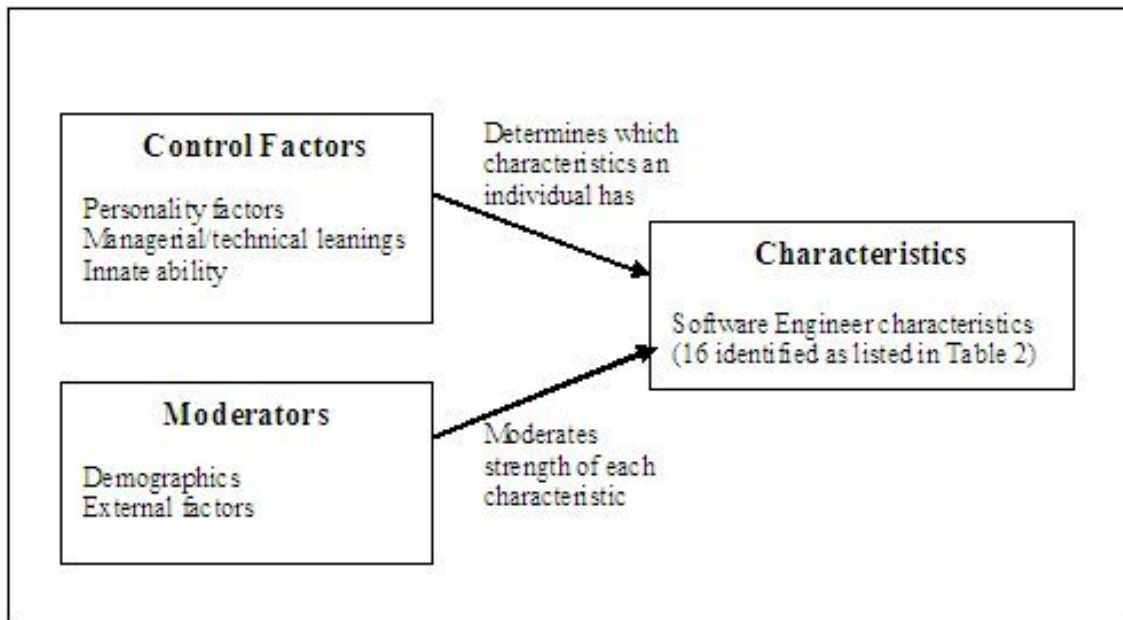 Control Factors
Personality factors
Managerial/technical leanings
Innate ability
Determines which
characteristics an
individual has
Characteristics
Software Engineer characteristics
(16 identified as listed in Table 2)
Moderators
Demographics
External factors
Moderates
strength of each
characteristic